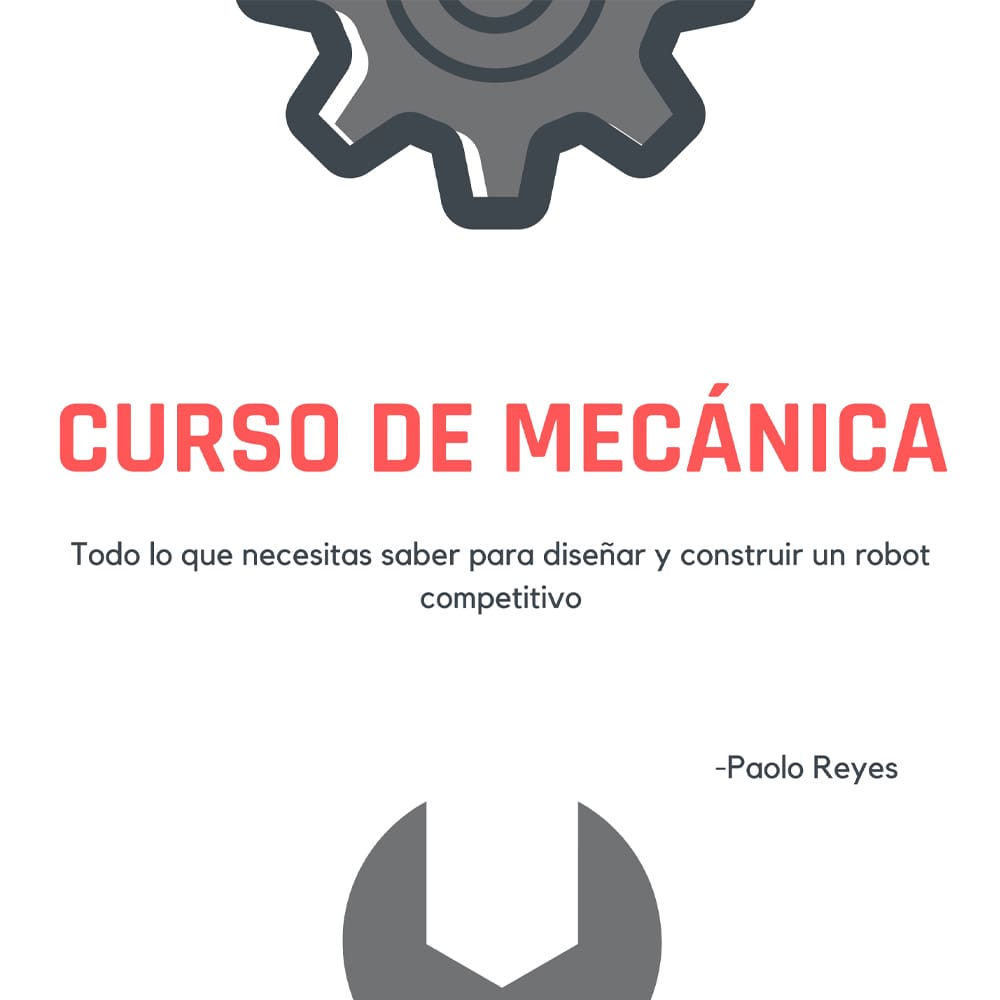 CURSO DE MECÁNICA
Todo lo que necesitas saber para diseñar y construir un robot
competitivo
-Paolo Reyes